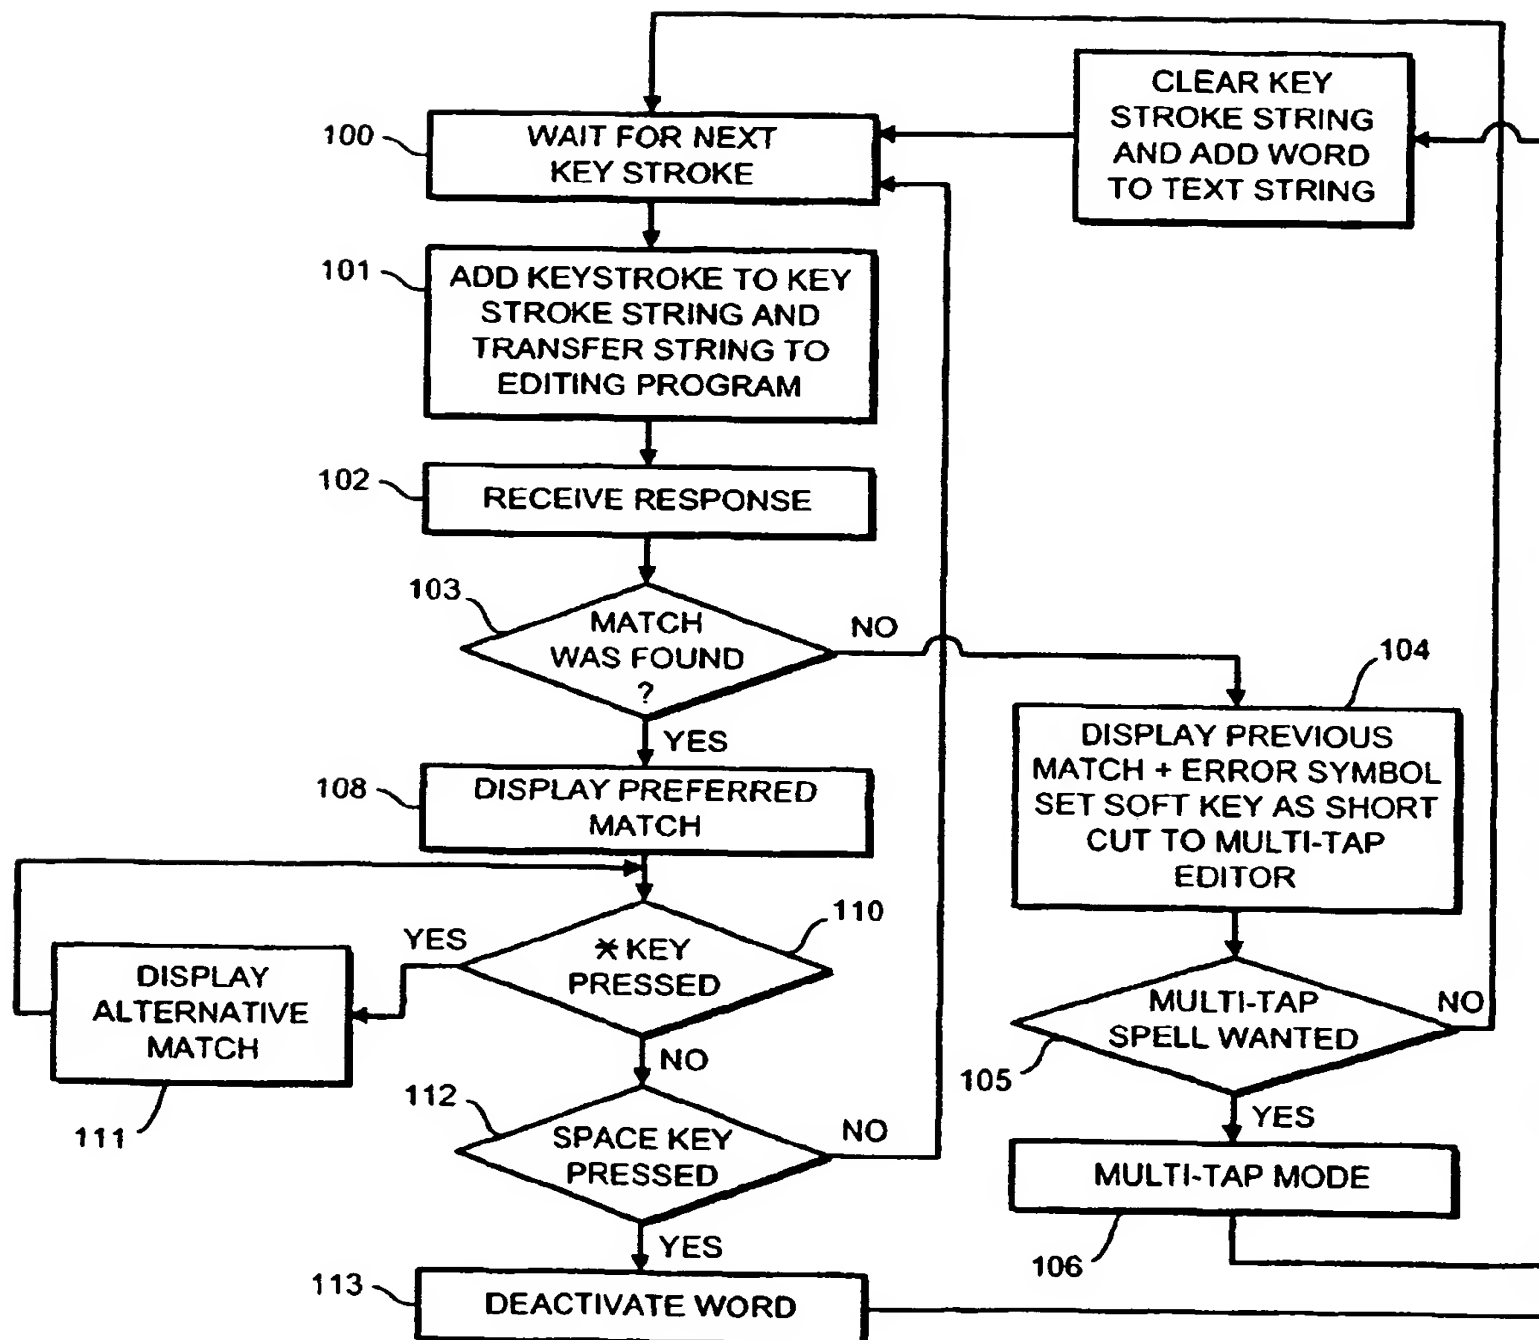 CLEAR KEY
STROKE STRING
AND ADD WORD
TO TEXT STRING
100
WAIT FOR NEXT
KEY STROKE
101
ADD KEYSTROKE TO KEY
STROKE STRING AND
TRANSFER STRING TO
EDITING PROGRAM
102
RECEIVE RESPONSE
103
MATCH
WAS FOUND
?
NO
YES
104
DISPLAY PREVIOUS
MATCH + ERROR SYMBOL
SET SOFT KEY AS SHORT
CUT TO MULTI-TAP
EDITOR
108
DISPLAY PREFERRED
MATCH
110
* KEY
PRESSED
YES
NO
DISPLAY
ALTERNATIVE
MATCH
111
MULTI-TAP
SPELL WANTED
NO
105
YES
112
SPACE KEY
PRESSED
NO
YES
MULTI-TAP MODE
106
113
DEACTIVATE WORD